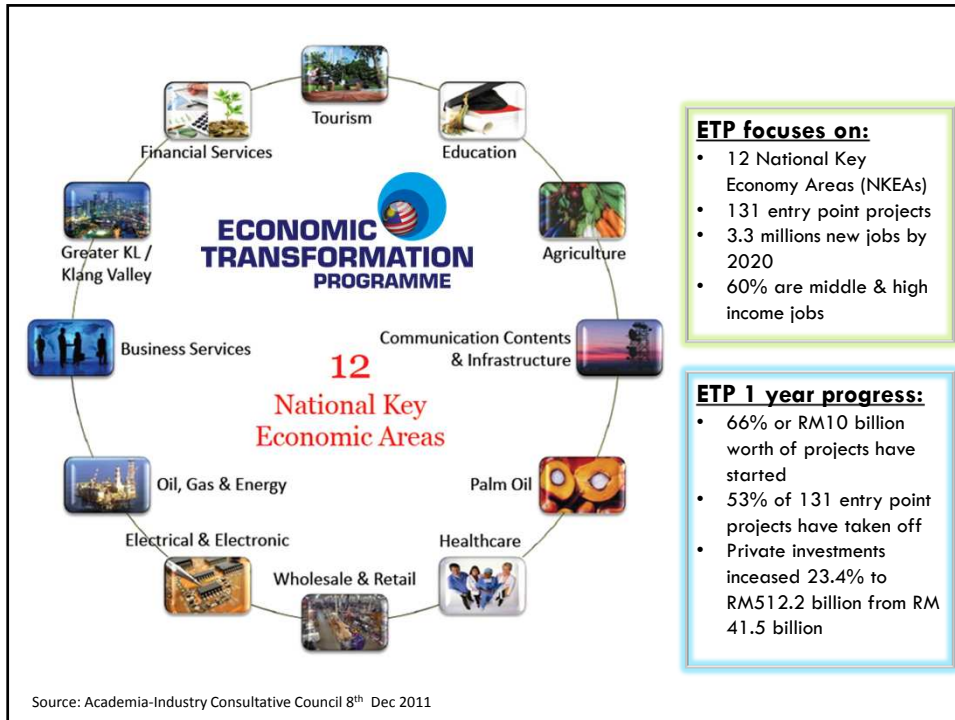 Tourism
Financial Services
Education
Greater KL /
Klang Valley
ECONOMIC
TRANSFORMATION
PROGRAMME
Agriculture
Business Services
Communication Contents
& Infrastructure
12
National Key
Economic Areas
Oil, Gas & Energy
Palm Oil
Electrical & Electronic
Healthcare
Wholesale & Retail
ETP focuses on:
• 12 National Key
Economy Areas (NKEAs)
• 131 entry point projects
• 3.3 millions new jobs by
2020
• 60% are middle & high
income jobs
ETP 1 year progress:
• 66% or RM10 billion
worth of projects have
started
• 53% of 131 entry point
projects have taken off
• Private investments
inceased 23.4% to
RM512.2 billion from RM
41.5 billion
Source: Academia-Industry Consultative Council 8th Dec 2011